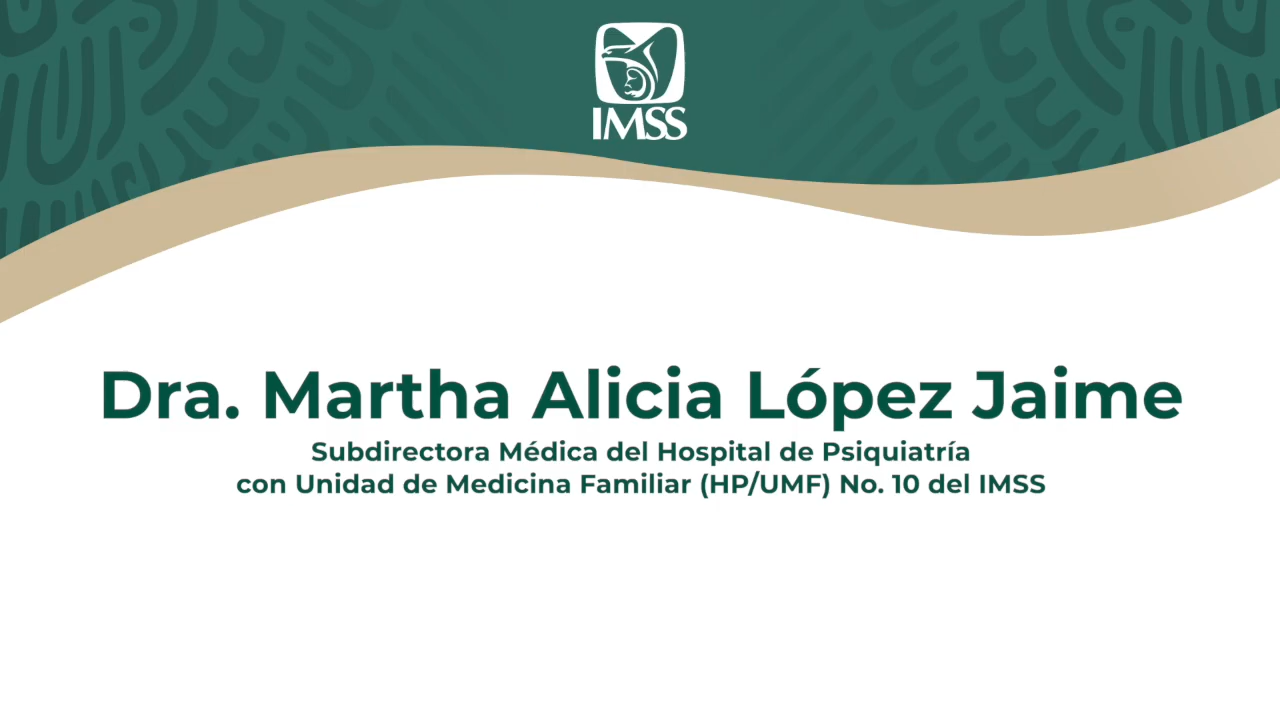 IMSS
Dra. Martha Alicia López Jaime
Subdirectora Médica del Hospital de Psiquiatría
con Unidad de Medicina Familiar (HP/UMF) No. 10 del IMSS